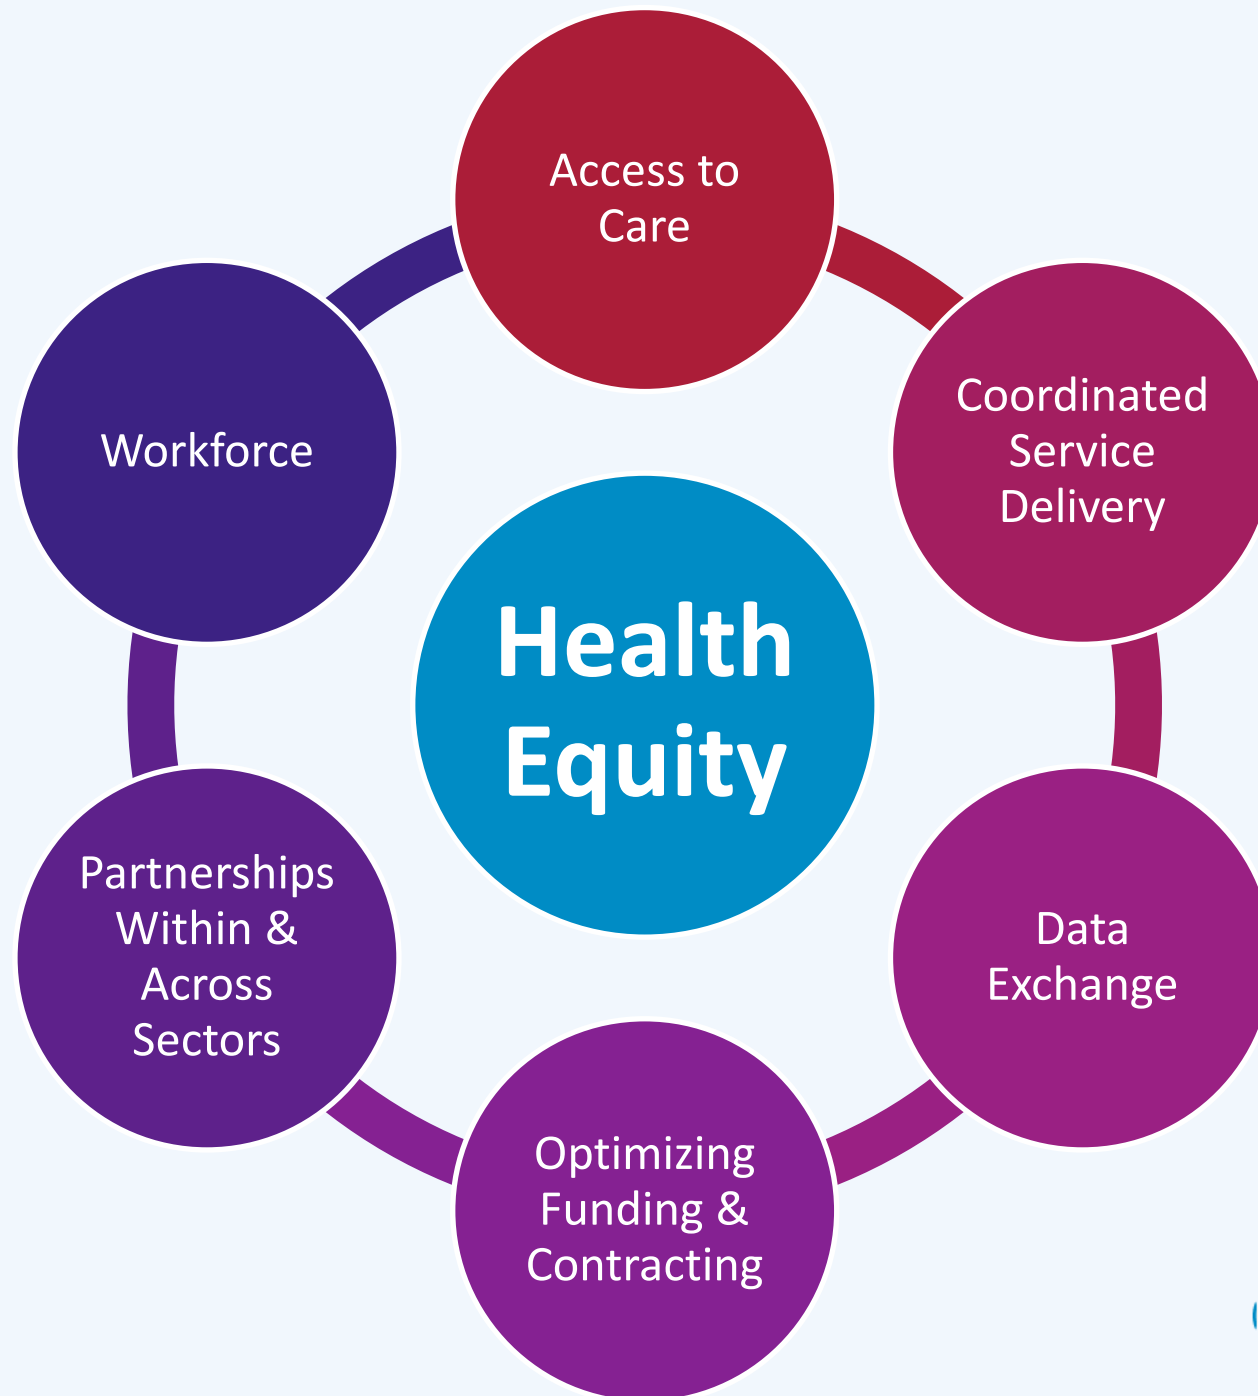 Access to
Care
Coordinated
Service
Delivery
Workforce
Health
Equity
Data
Exchange
Partnerships
Within &
Across
Sectors
Optimizing
Funding &
Contracting